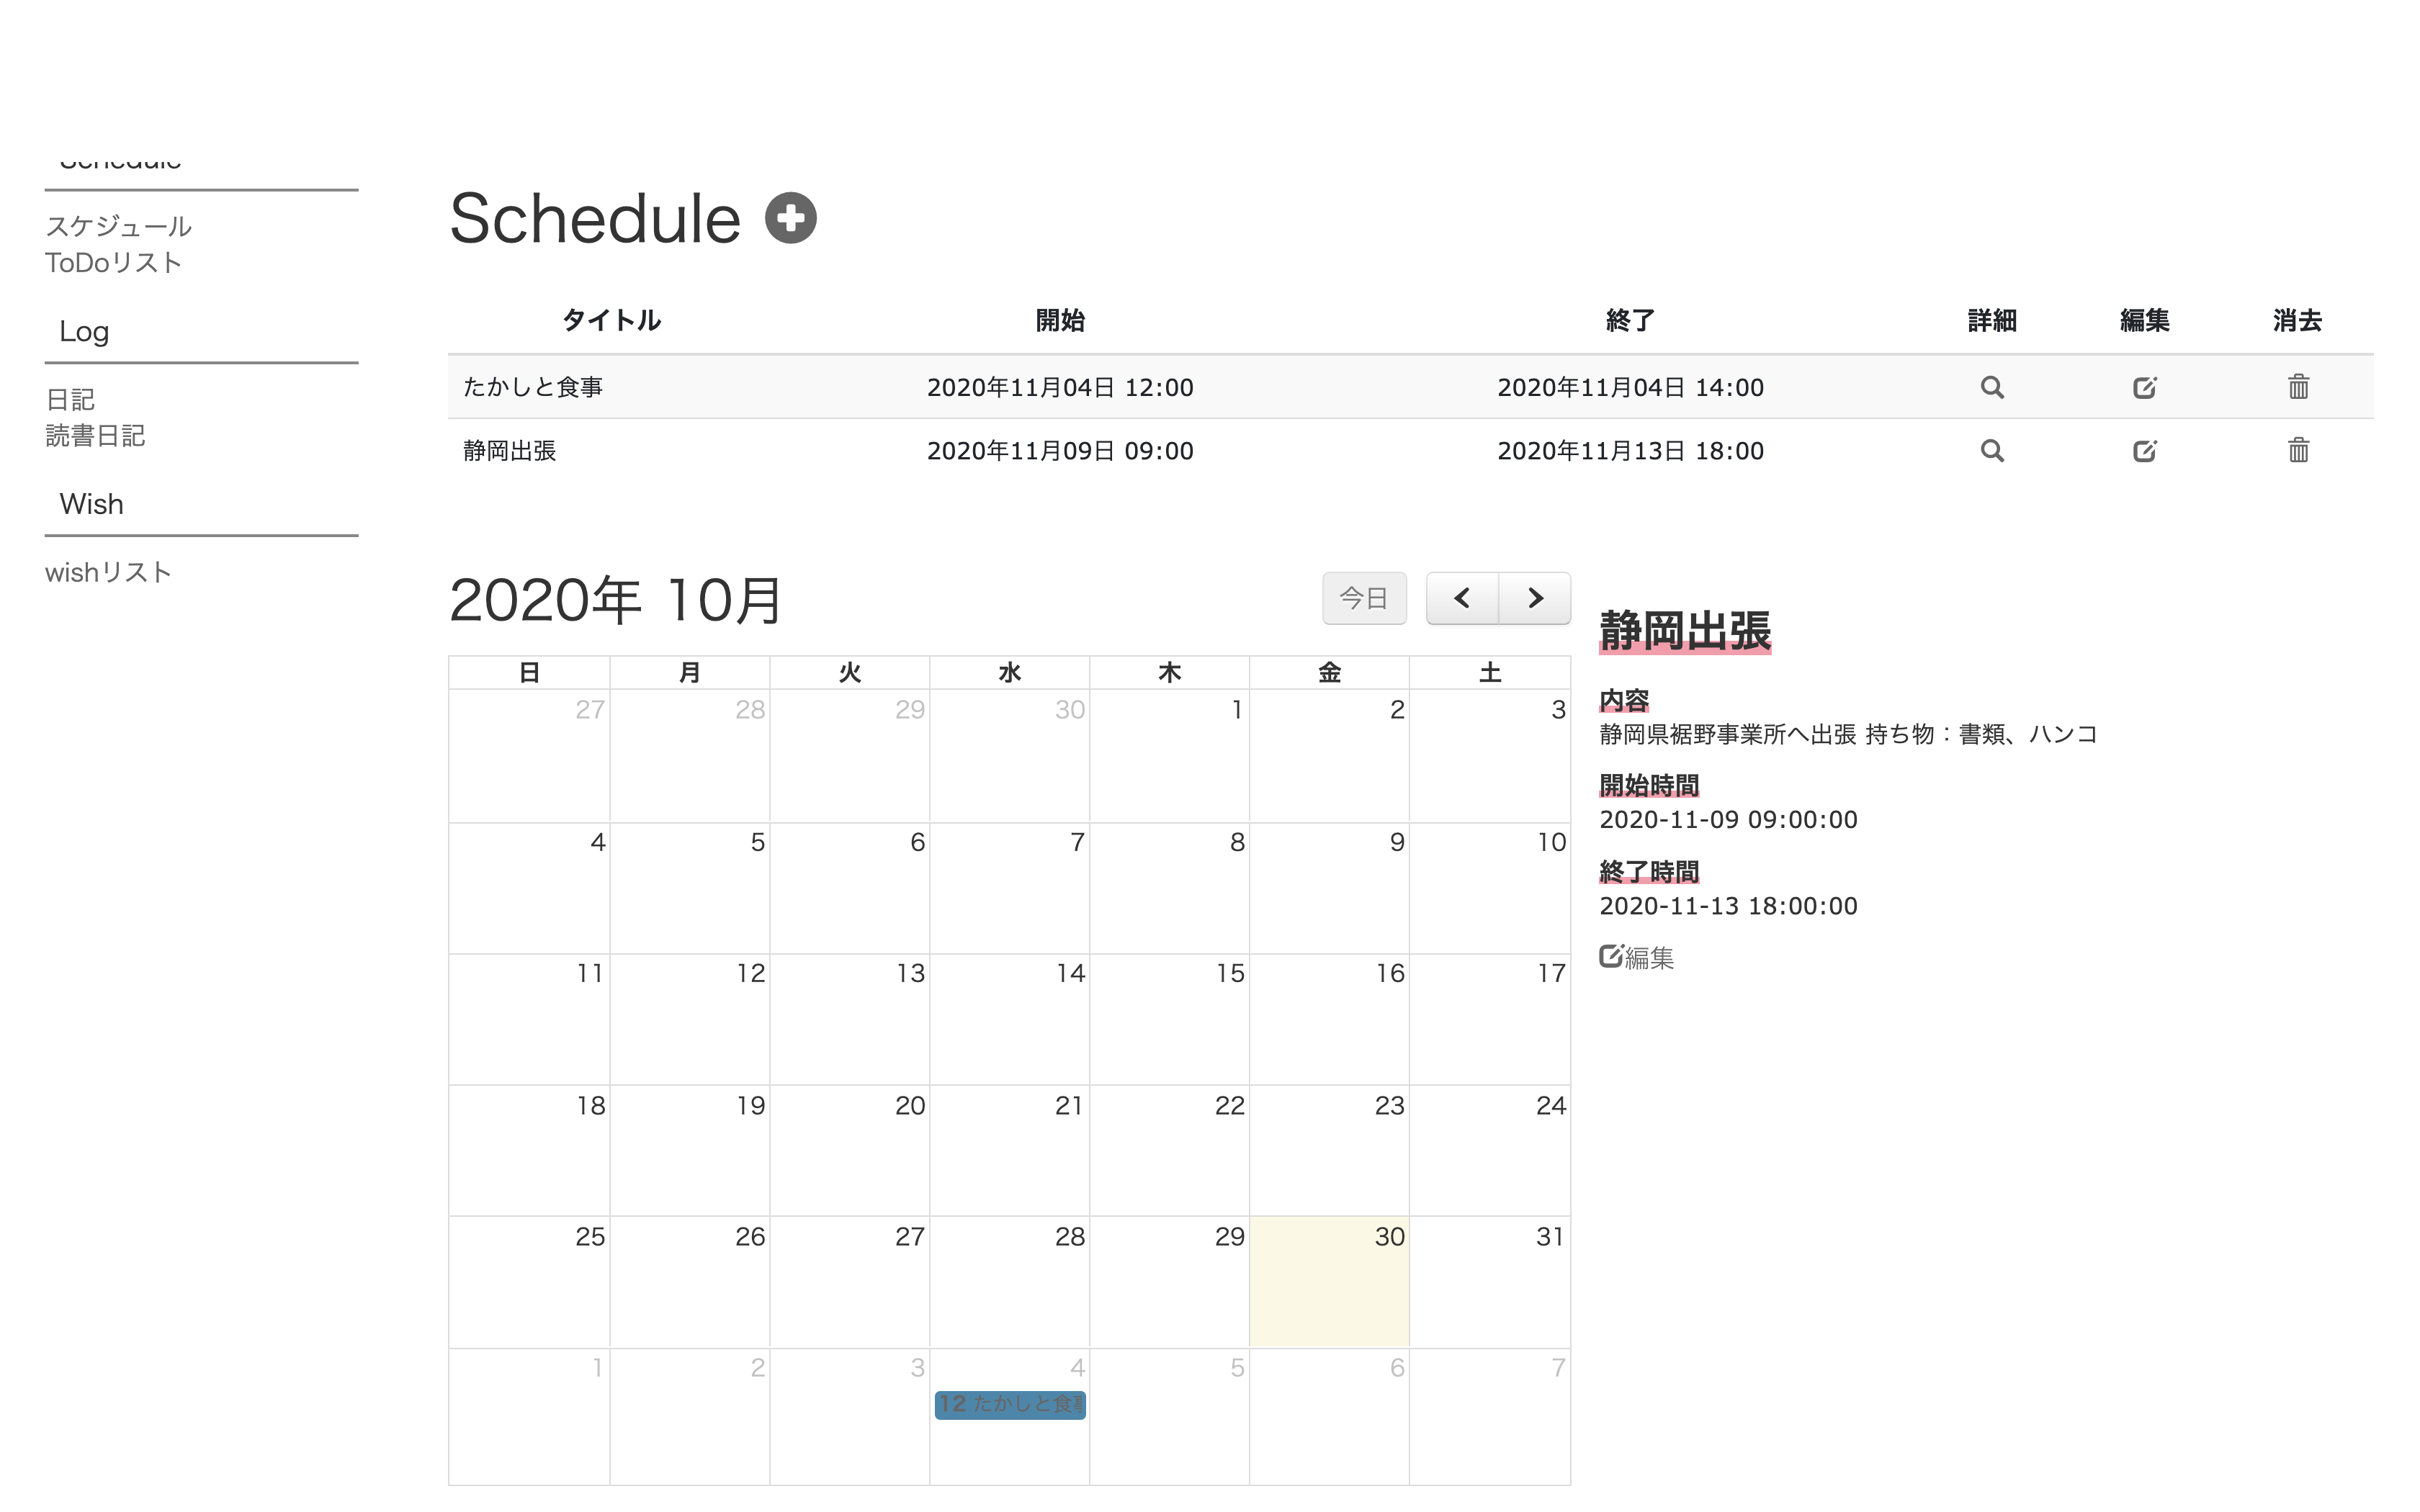 Schedule
スケジュール
ToDoリスト
Log
日記
読書日記
Wish
wishリスト
Schedule
タイトル 開始 終了 詳細 編集 消去
たかしと食事 2020年11月04日 12:00 2020年11月04日 14:00
静岡出張 2020年11月09日 09:00 2020年11月13日 18:00
2020年 10月 今日
日 月 火 水 木 金 土
27 28 29 30 1 2 3
4 5 6 7 8 9 10
11 12 13 14 15 16 17
18 19 20 21 22 23 24
25 26 27 28 29 30 31
1 2 3 4 5 6 7
12 たかしと食事
静岡出張
内容
静岡県裾野事業所へ出張 持ち物：書類、ハンコ
開始時間
2020-11-09 09:00:00
終了時間
2020-11-13 18:00:00
編集